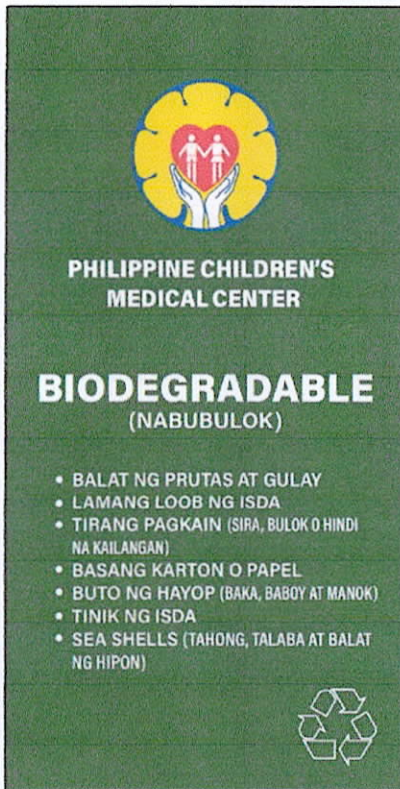 PHILIPPINE CHILDREN'S
MEDICAL CENTER
BIODEGRADABLE
(NABUBULOK)
• BALAT NG PRUTAS AT GULAY
• LAMANG LOOB NG ISDA
• TIRANG PAGKAIN (SIRA, BULOK O HINDI
NA KAILANGAN)
• BASANG KARTON O PAPEL
• BUTO NG HAYOP (BAKA, BABOY AT MANOK)
• TINIK NG ISDA
• SEA SHELLS (TAHONG, TALABA AT BALAT
NG HIPON)